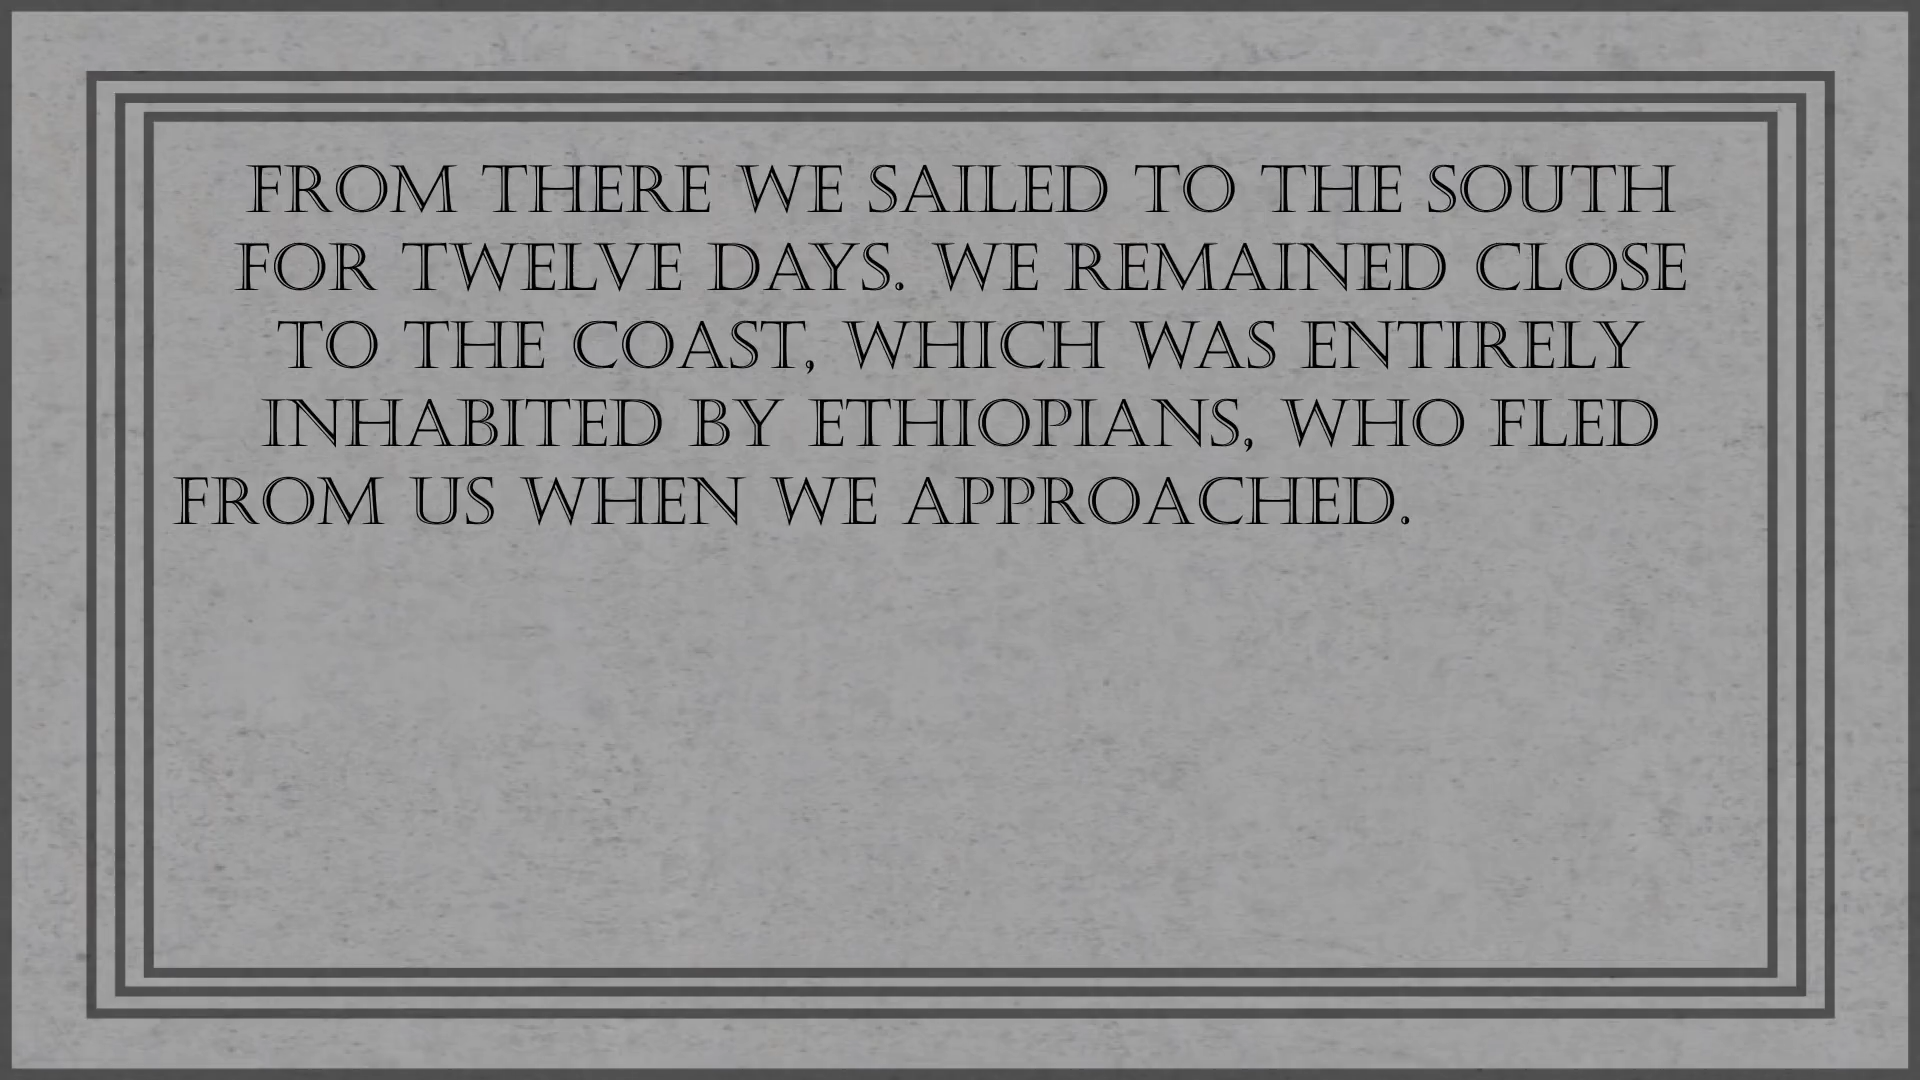 FROM THERE WE SAILED TO THE SOUTH
FOR TWELVE DAYS. WE REMAINED CLOSE
TO THE COAST, WHICH WAS ENTIRELY
INHABITED BY ETHIOPIANS, WHO FLED
FROM US WHEN WE APPROACHED.